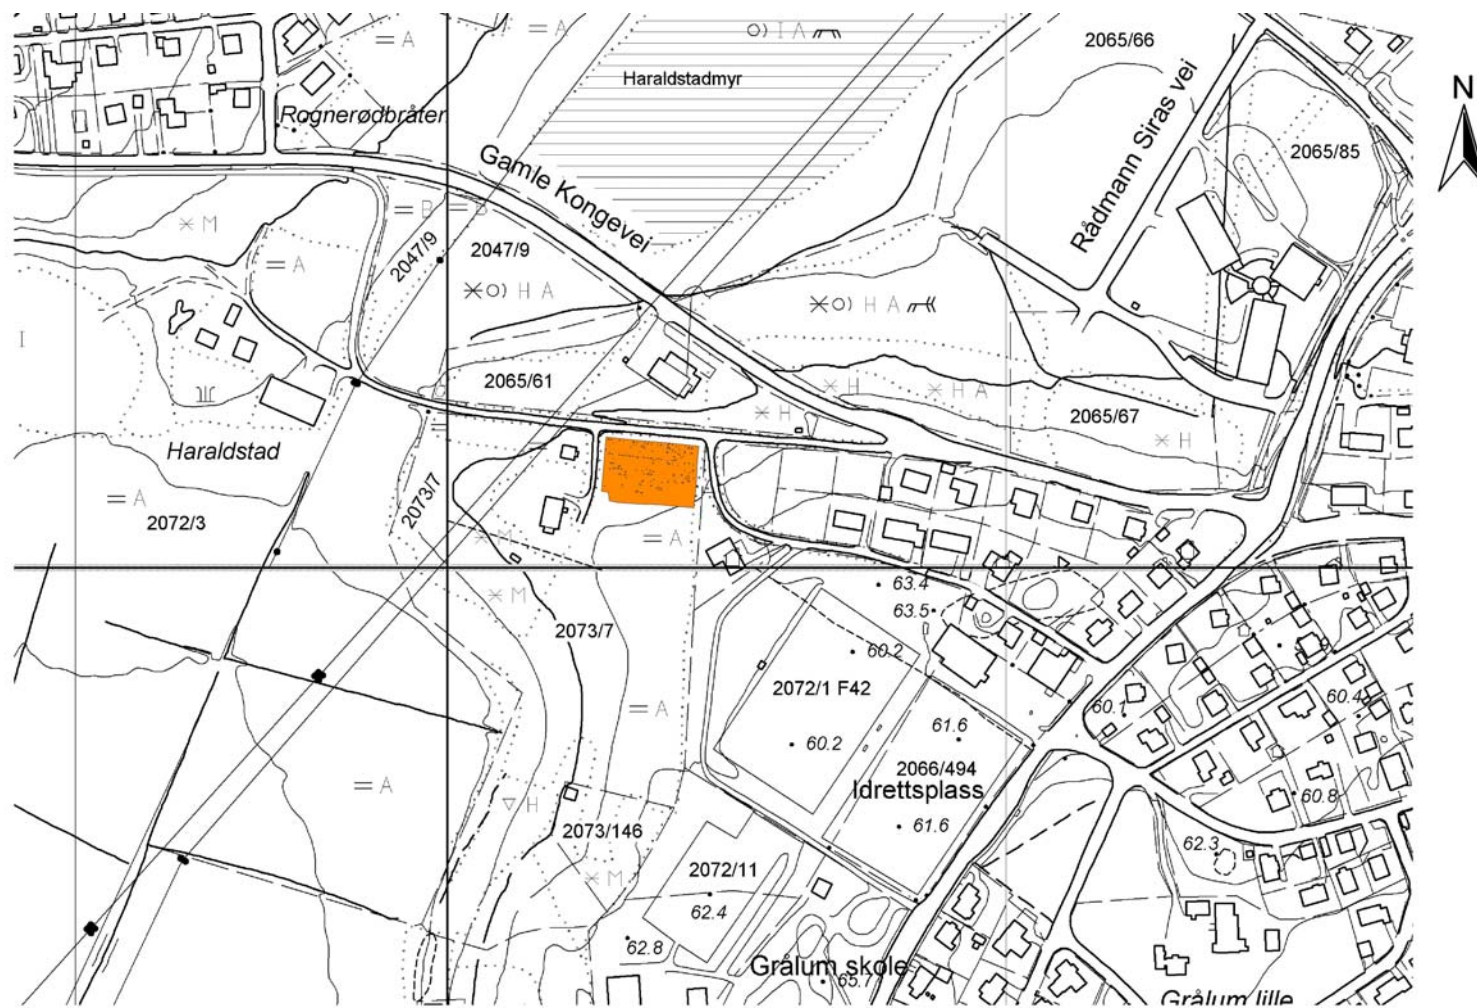 = A
= A
O) I A
2065/66
Haraldstadmyr
N
Rognerødbråter
Rådmann Siras vei
2065/85
Gamle Kongevei
M
= B
= B
2047/9
2047/9
= A
O) H A
O) H A
I
2065/61
H
H A
H
2065/67
H
Haraldstad
= A
2072/3
2073/7
M
= A
63.4
M
63.5
2073/7
60.2
2072/1 F42
60.4
60.1
= A
61.6
60.2
2066/494
Idrettsplass
= A
60.8
H
61.6
2073/146
62.3
2072/11
M
62.4
62.8
Grålum skole
65.7
Grålum lille